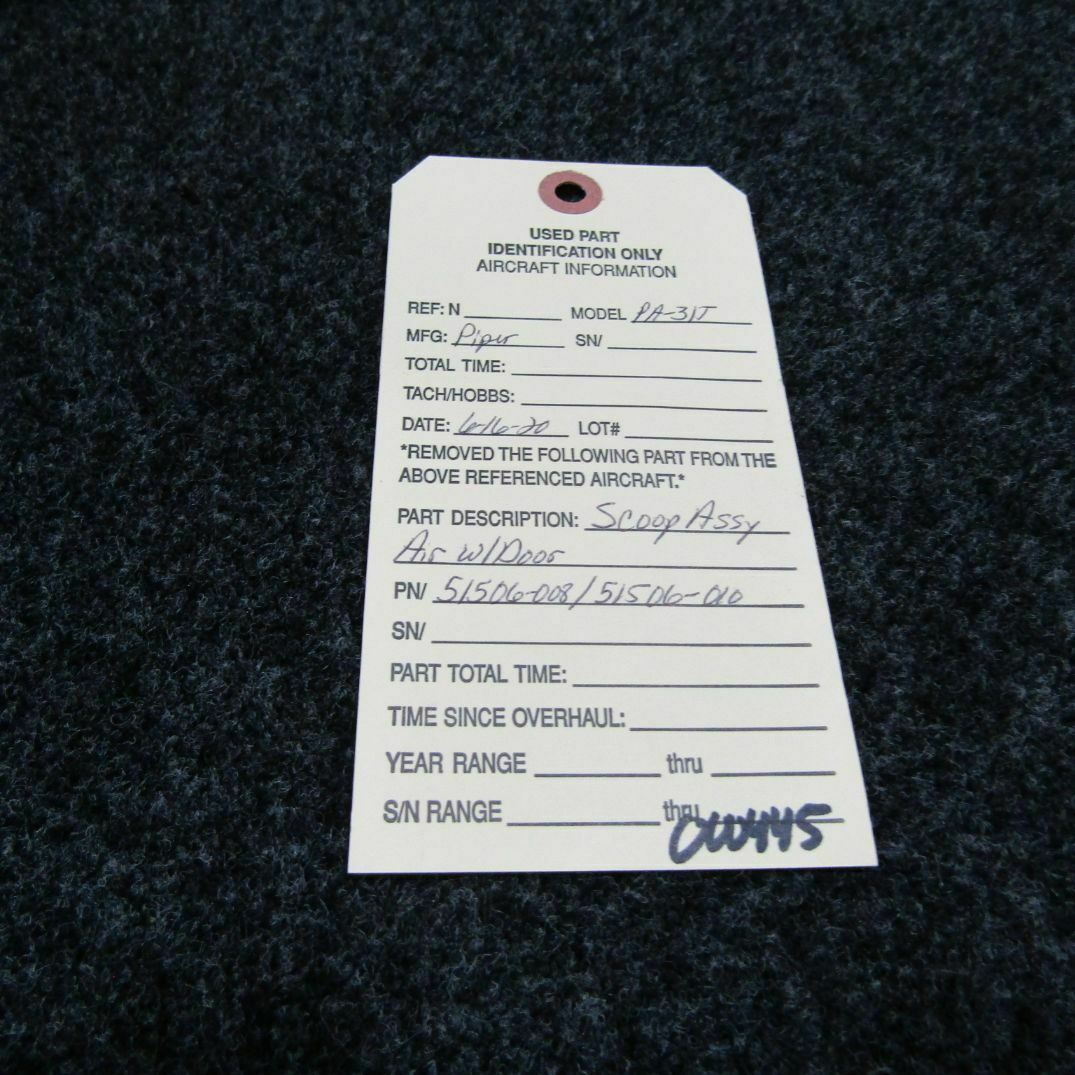 USED PART
IDENTIFICATION ONLY
AIRCRAFT INFORMATION
REF: N MODEL PA-31T
MFG: Piper SN/
TOTAL TIME:
TACH/HOBBS:
DATE: 6-16-20 LOT#
*REMOVED THE FOLLOWING PART FROM THE
ABOVE REFERENCED AIRCRAFT.*
PART DESCRIPTION: Scoop Assy
Air w/Door
PN/ 51506-008/51506-010
SN/
PART TOTAL TIME:
TIME SINCE OVERHAUL:
YEAR RANGE thru
S/N RANGE thru